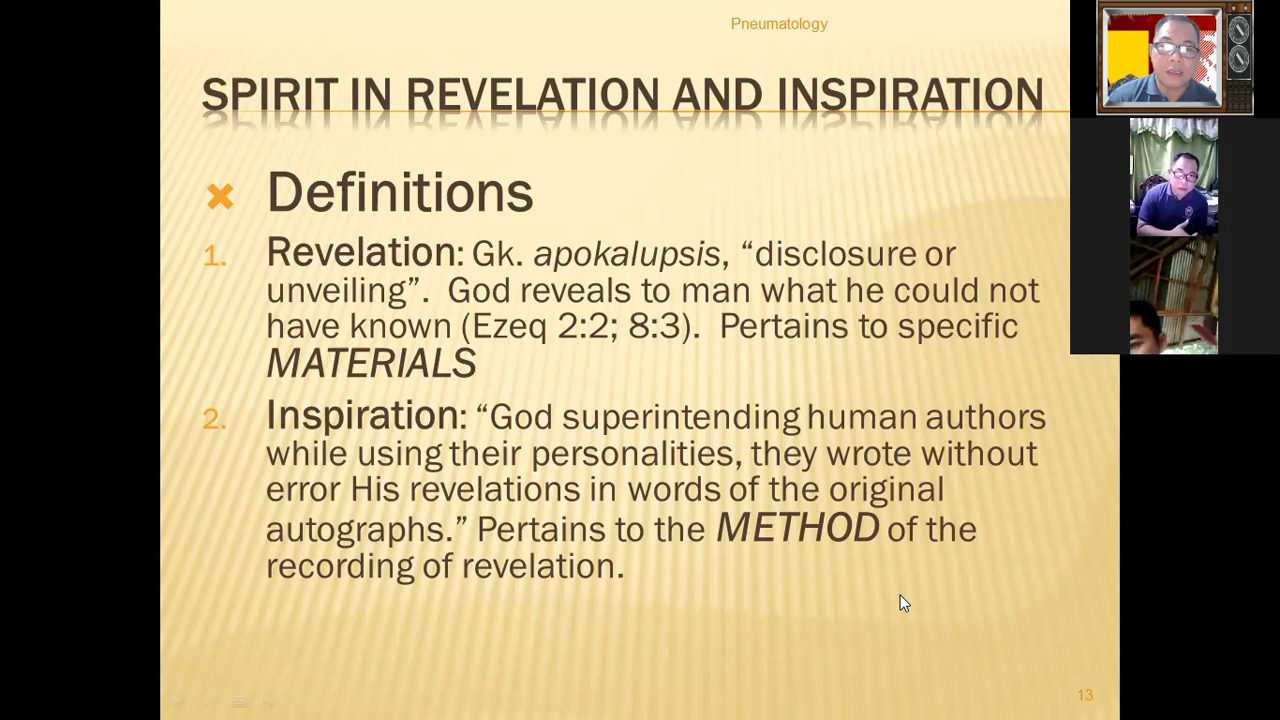 Pneumatology
SPIRIT IN REVELATION AND INSPIRATION
Definitions
1. Revelation: Gk. apokalupsis, “disclosure or
unveiling”.  God reveals to man what he could not
have known (Ezeq 2:2; 8:3).  Pertains to specific
MATERIALS
2. Inspiration: “God superintending human authors
while using their personalities, they wrote without
error His revelations in words of the original
autographs.” Pertains to the METHOD of the
recording of revelation.
13